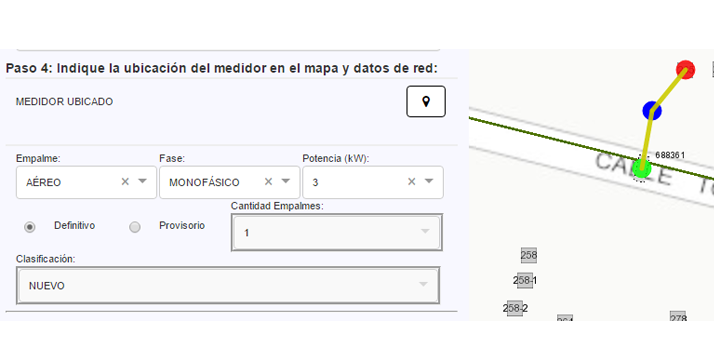 Paso 4: Indique la ubicación del medidor en el mapa y datos de red:
MEDIDOR UBICADO
Empalme: Fase: Potencia (kW):
AÉREO MONOFÁSICO 3
Definitivo Provisorio
Cantidad Empalmes:
1
Clasificación:
NUEVO
688361
CALLE
258
258-1
258-2
278